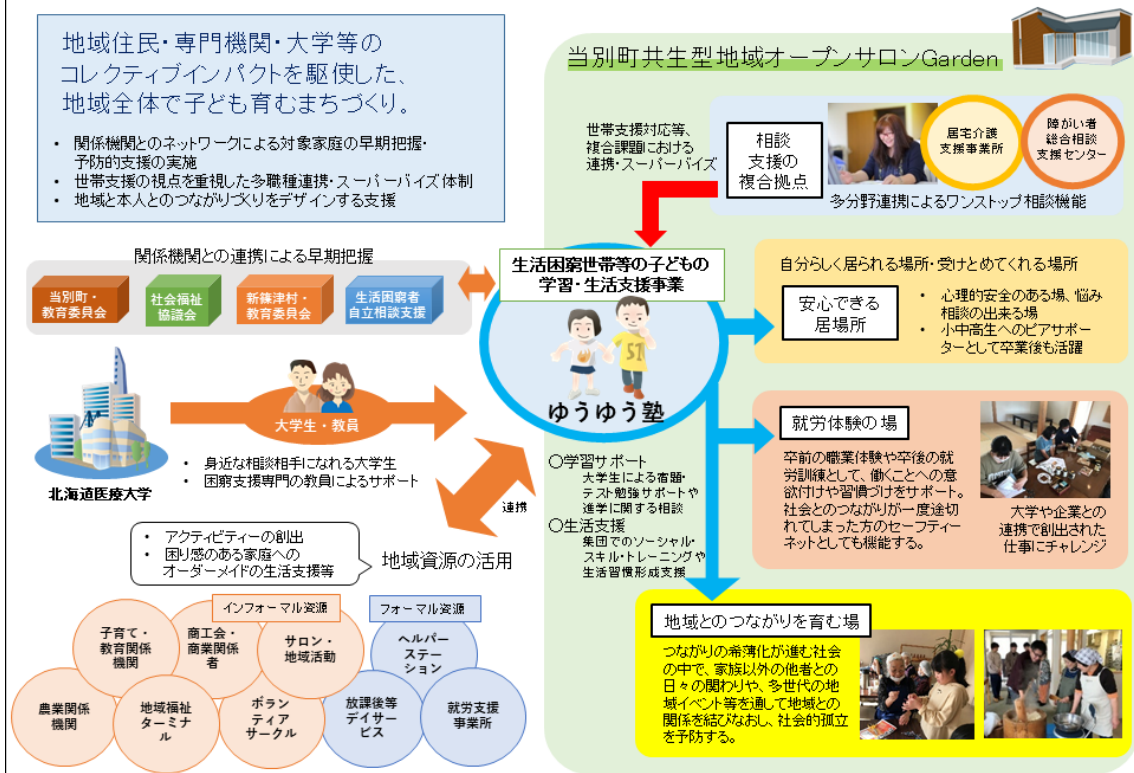 地域住民・専門機関・大学等の
コレクティブインパクトを駆使した、
地域全体で子ども育むまちづくり。
• 関係機関とのネットワークによる対象家庭の早期把握・
予防的支援の実施
• 世帯支援の視点を重視した多職種連携・スーパーバイズ体制
• 地域と本人とのつながりづくりをデザインする支援
関係機関との連携による早期把握
当別町・
教育委員会
社会福祉
協議会
新篠津村・
教育委員会
生活困窮者
自立相談支援
北海道医療大学
大学生・教員
• 身近な相談相手になれる大学生
• 困窮支援専門の教員によるサポート
連携
• アクティビティーの創出
• 困り感のある家庭への
オーダーメイドの生活支援等
地域資源の活用
インフォーマル資源
フォーマル資源
子育て・
教育関係
機関
商工会・
商業関係
者
サロン・
地域活動
ヘルパー
ステー
ション
農業関係
機関
地域福祉
ターミナ
ル
ボラン
ティア
サークル
放課後等
デイサー
ビス
就労支援
事業所
当別町共生型地域オープンサロンGarden
世帯支援対応等、
複合課題における
連携・スーパーバイズ
相談
支援の
複合拠点
居宅介護
支援事業所
障がい者
総合相談
支援センター
多分野連携によるワンストップ相談機能
生活困窮世帯等の子どもの
学習・生活支援事業
51
ゆうゆう塾
〇学習サポート
大学生による宿題・
テスト勉強サポートや
進学に関する相談
〇生活支援
集団でのソーシャル・
スキル・トレーニングや
生活習慣形成支援
自分らしく居られる場所・受けとめてくれる場所
安心できる
居場所
• 心理的安全のある場、悩み
相談の出来る場
• 小中高生へのピアサポー
ターとして卒業後も活躍
就労体験の場
卒前の職業体験や卒後の就
労訓練として、働くことへの意
欲付けや習慣づけをサポート。
社会とのつながりが一度途切
れてしまった方のセーフティー
ネットとしても機能する。
大学や企業との
連携で創出された
仕事にチャレンジ
地域とのつながりを育む場
つながりの希薄化が進む社会
の中で、家族以外の他者との
日々の関わりや、多世代の地
域イベント等を通して地域との
関係を結びなおし、社会的孤立
を予防する。